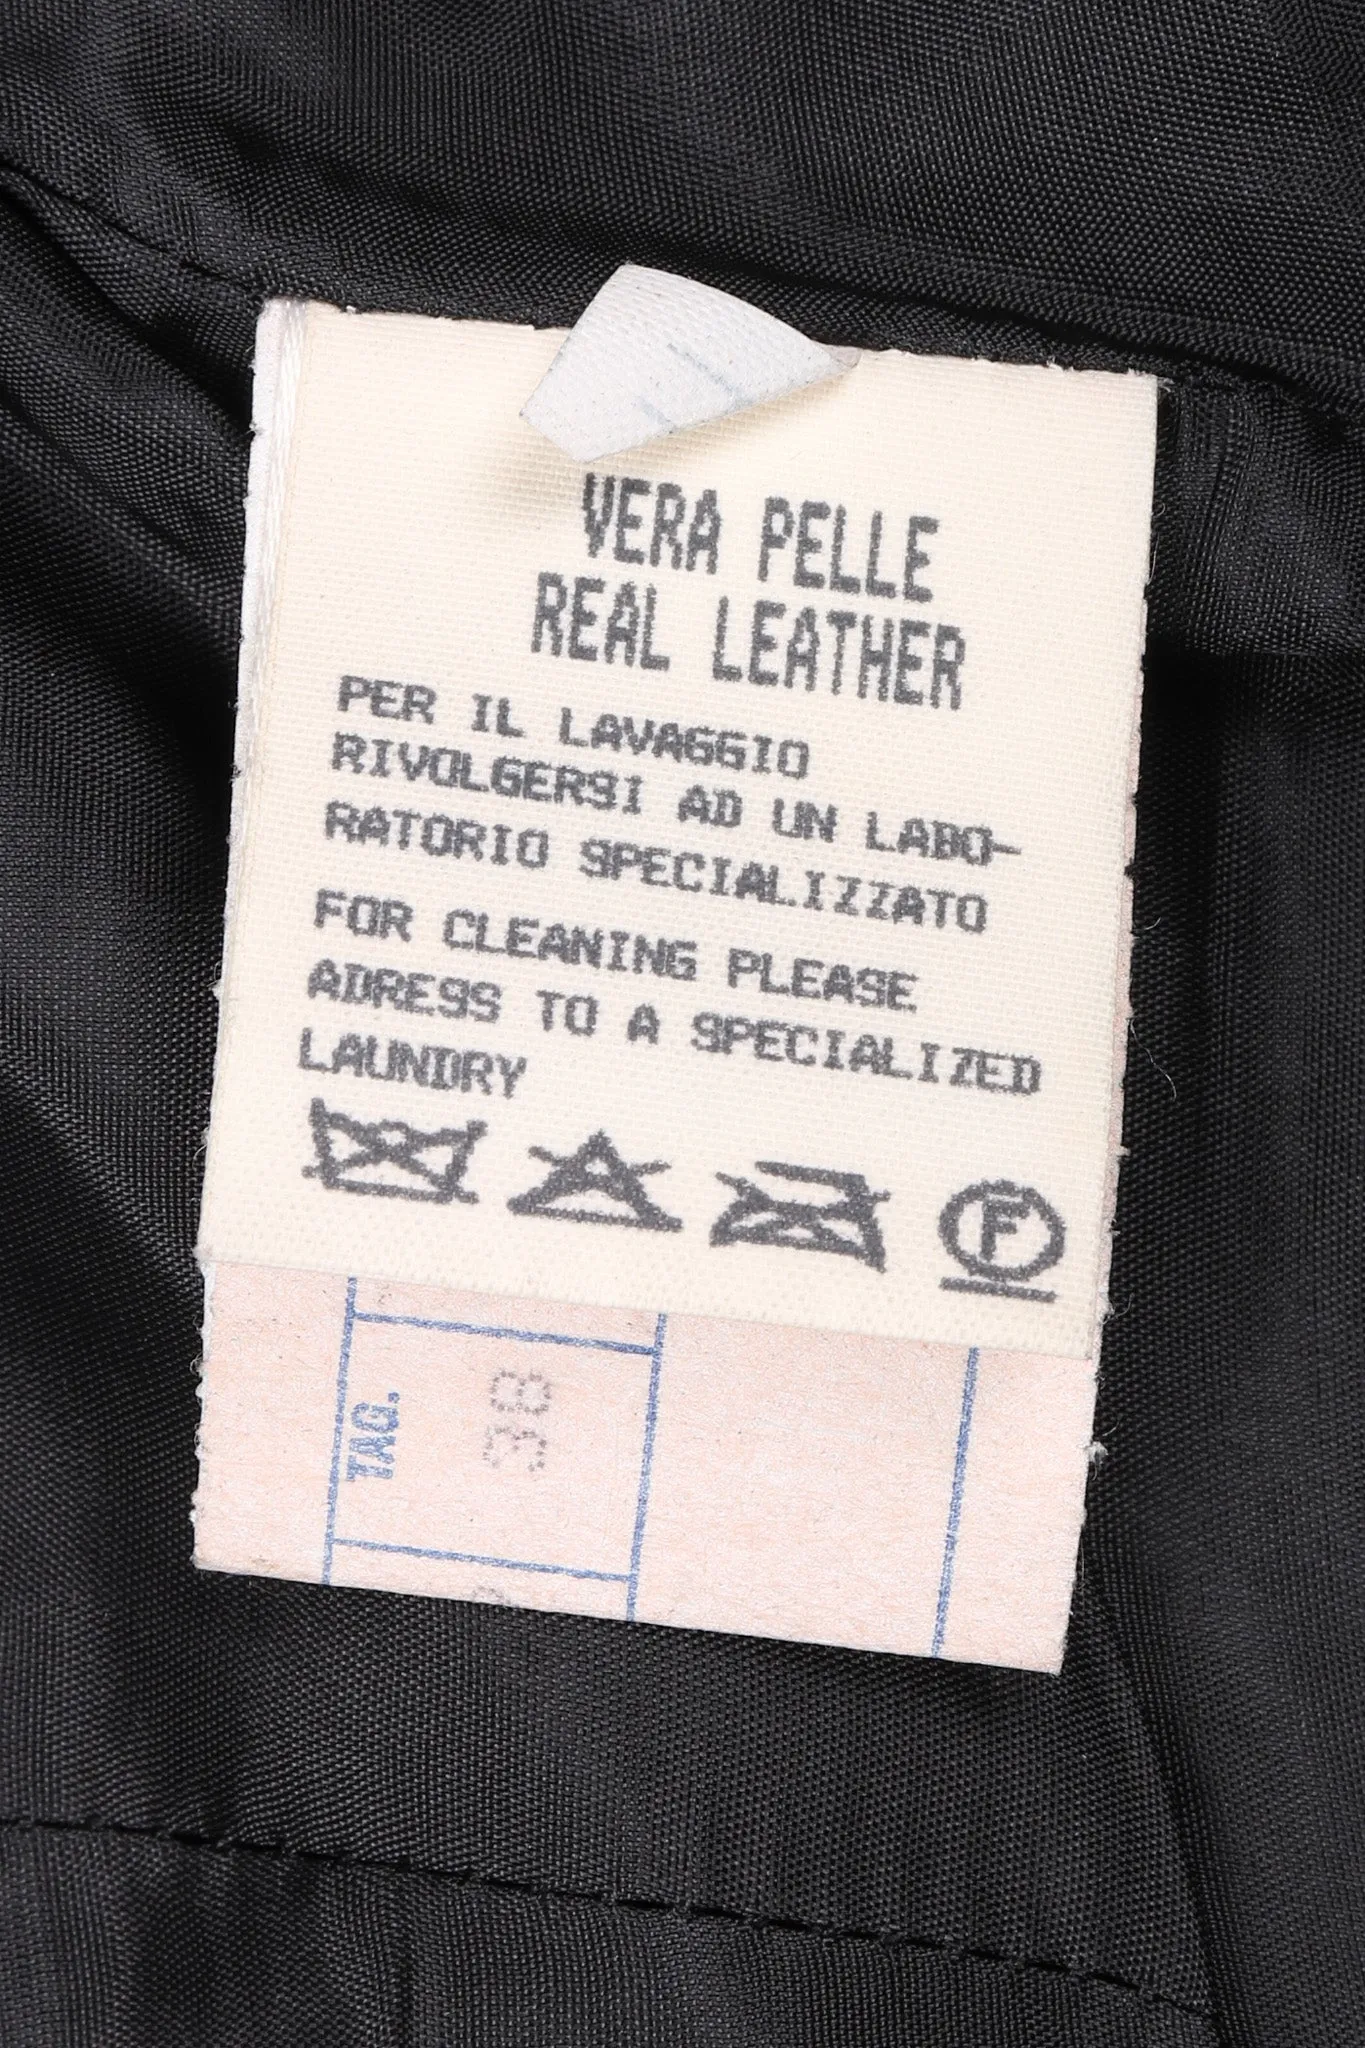 VERA PELLE
REAL LEATHER
PER IL LAVAGGIO
RIVOLGERSI AD UN LABO-
RATORIO SPECIALIZZATO
FOR CLEANING PLEASE
ADRESS TO A SPECIALIZED
LAUNDRY
F
TAG.
38